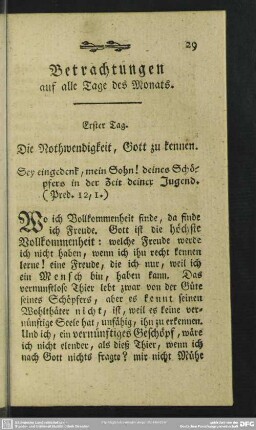 29
Betrachtungen
auf alle Tage des Monats.
Erster Tag.
Die Nothwendigkeit, Gott zu kennen.
Sey eingedenk, mein Sohn! deines Schö-
pfers in der Zeit deiner Jugend.
(Pred. 12, 1.)
Wo ich Vollkommenheit finde, da finde
ich Freude. Gott ist die höchste
Vollkommenheit: welche Freude werde
ich nicht haben, wenn ich ihn recht kennen
lerne! eine Freude, die ich nur, weil ich
ein Mensch bin, haben kann. Das
vernunftlose Thier lebt zwar von der Güte
seines Schöpfers, aber es kennt seinen
Wohlthäter nicht, ist, weil es keine ver-
nünftige Seele hat, unfähig, ihn zu erkennen.
Und ich, ein vernünftiges Geschöpf, wäre
ich nicht elender, als dieß Thier, wenn ich
nach Gott nichts fragte? mir nicht Mühe